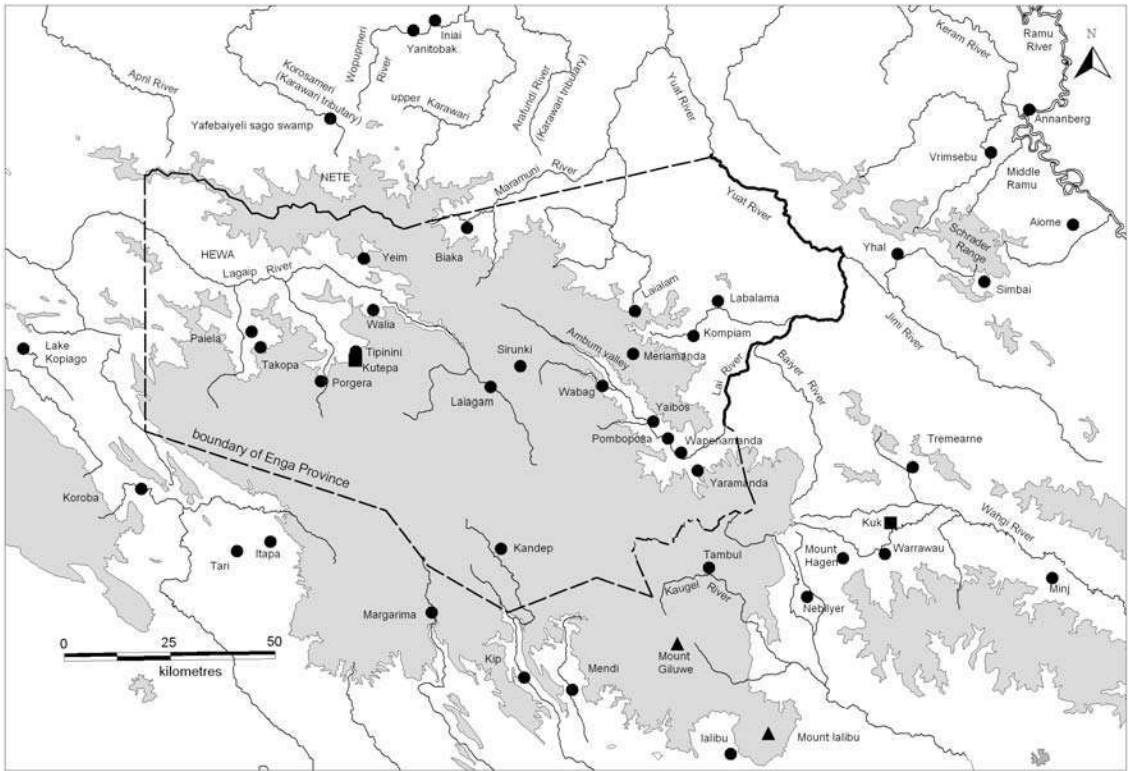 Ramu
River
Keram River
N
Iniai
Yanitobak
Wopupmeri
River
Korosameri
(Karawari tributary)
April River
upper Karawari
Arafundi River
(Karawari tributary)
Yuat River
Yafebaiyeli sago swamp
Annanberg
Vrimsebu
Middle
Ramu
NETE
Maramuni River
Yuat River
Aiome
Schrader
Range
Biaka
Yhal
HEWA
Yeim
Simbai
Lagaip River
Laialam
Labalama
Walia
Jimi River
Kompiam
Paiela
Lake
Kopiago
Takopa
Tipinini
Kutepa
Sirunki
Ambum valley
Meriamanda
Baiyer River
Porgera
Lai River
Laiagam
Wabag
Yaibos
boundary of Enga Province
Pomboposa
Wapenamanda
Tremearne
Yaramanda
Koroba
Kuk
Wahgi River
Itapa
Tari
Kandep
Tambul
Mount
Hagen
Warrawau
Kaugel River
Minj
Nebilyer
Margarima
0 25 50
kilometres
Mount
Giluwe
Kip
Mendi
Ialibu
Mount Ialibu